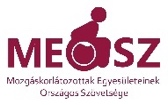 MEOSZ
Mozgáskorlátozottak Egyesületeinek
Országos Szövetsége